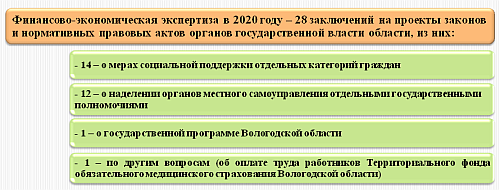 Финансово-экономическая экспертиза в 2020 году – 28 заключений на проекты законов
и нормативных правовых актов органов государственной власти области, из них:
- 14 – о мерах социальной поддержки отдельных категорий граждан
- 12 – о наделении органов местного самоуправления отдельными государственными
полномочиями
- 1 – о государственной программе Вологодской области
- 1 – по другим вопросам (об оплате труда работников Территориального фонда
обязательного медицинского страхования Вологодской области)